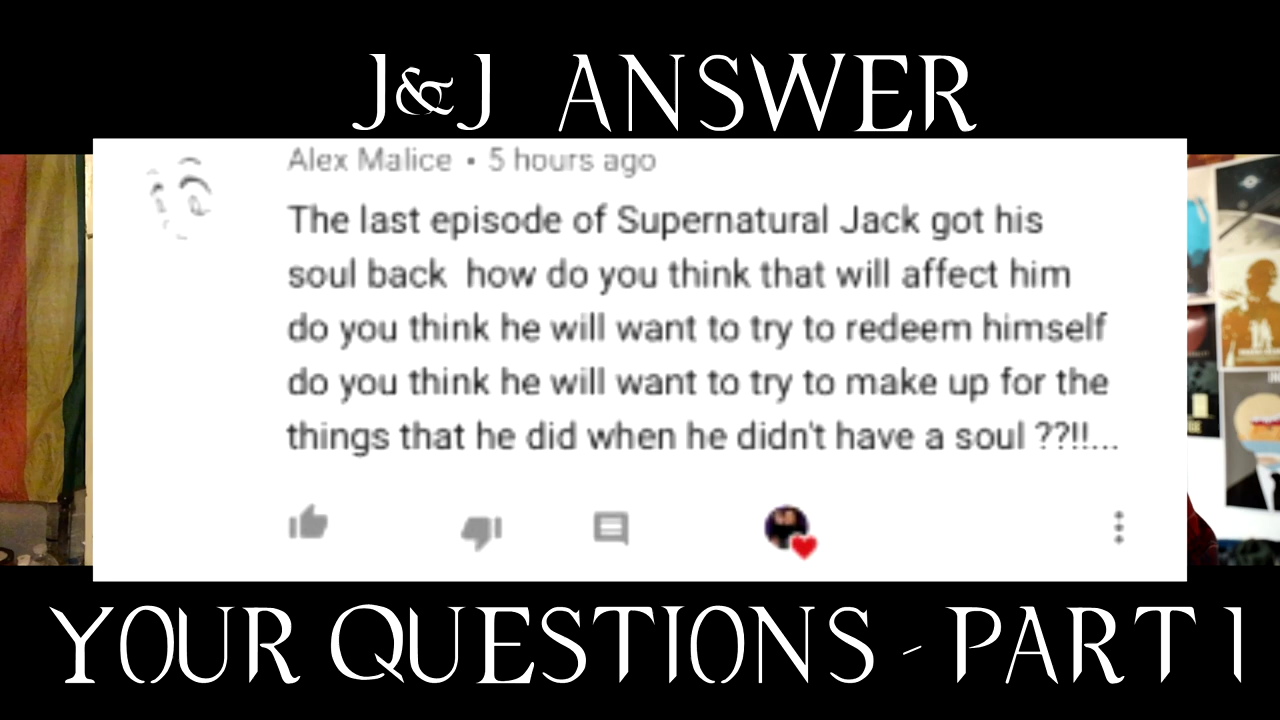 J&J ANSWER
Alex Malice • 5 hours ago
The last episode of Supernatural Jack got his
soul back  how do you think that will affect him
do you think he will want to try to redeem himself
do you think he will want to try to make up for the
things that he did when he didn't have a soul ??!!...
YOUR QUESTIONS - PART 1